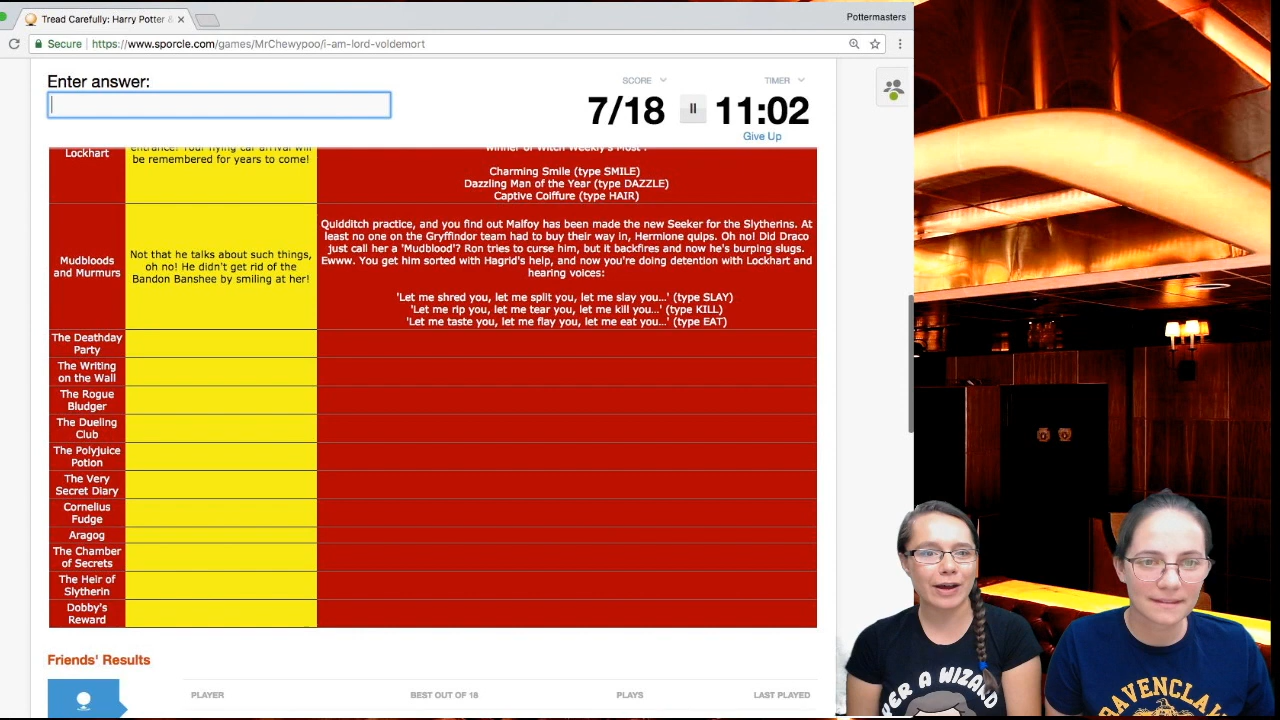 Tread Carefully: Harry Potter &
Pottermasters
Secure
https://www.sporcle.com/games/MrChewypoo/i-am-lord-voldemort
Enter answer:
SCORE
TIMER
7/18
11:02
Give Up
Lockhart
entrance! Your flying car arrival will
be remembered for years to come!
Winner of Witch Weekly's Most
Charming Smile (type SMILE)
Dazzling Man of the Year (type DAZZLE)
Captive Coiffure (type HAIR)
Mudbloods
and Murmurs
Not that he talks about such things,
oh no! He didn't get rid of the
Bandon Banshee by smiling at her!
Quidditch practice, and you find out Malfoy has been made the new Seeker for the Slytherins. At
least no one on the Gryffindor team had to buy their way in, Hermione quips. Oh no! Did Draco
just call her a 'Mudblood'? Ron tries to curse him, but it backfires and now he's burping slugs.
Ewww. You get him sorted with Hagrid's help, and now you're doing detention with Lockhart and
hearing voices:
'Let me shred you, let me split you, let me slay you...' (type SLAY)
'Let me rip you, let me tear you, let me kill you...' (type KILL)
'Let me taste you, let me flay you, let me eat you...' (type EAT)
The Deathday
Party
The Writing
on the Wall
The Rogue
Bludger
The Dueling
Club
The Polyjuice
Potion
The Very
Secret Diary
Cornelius
Fudge
Aragog
The Chamber
of Secrets
The Heir of
Slytherin
Dobby's
Reward
Friends' Results
PLAYER
BEST OUT OF 18
PLAYS
LAST PLAYED
A WIZARD
RAVENCLAW